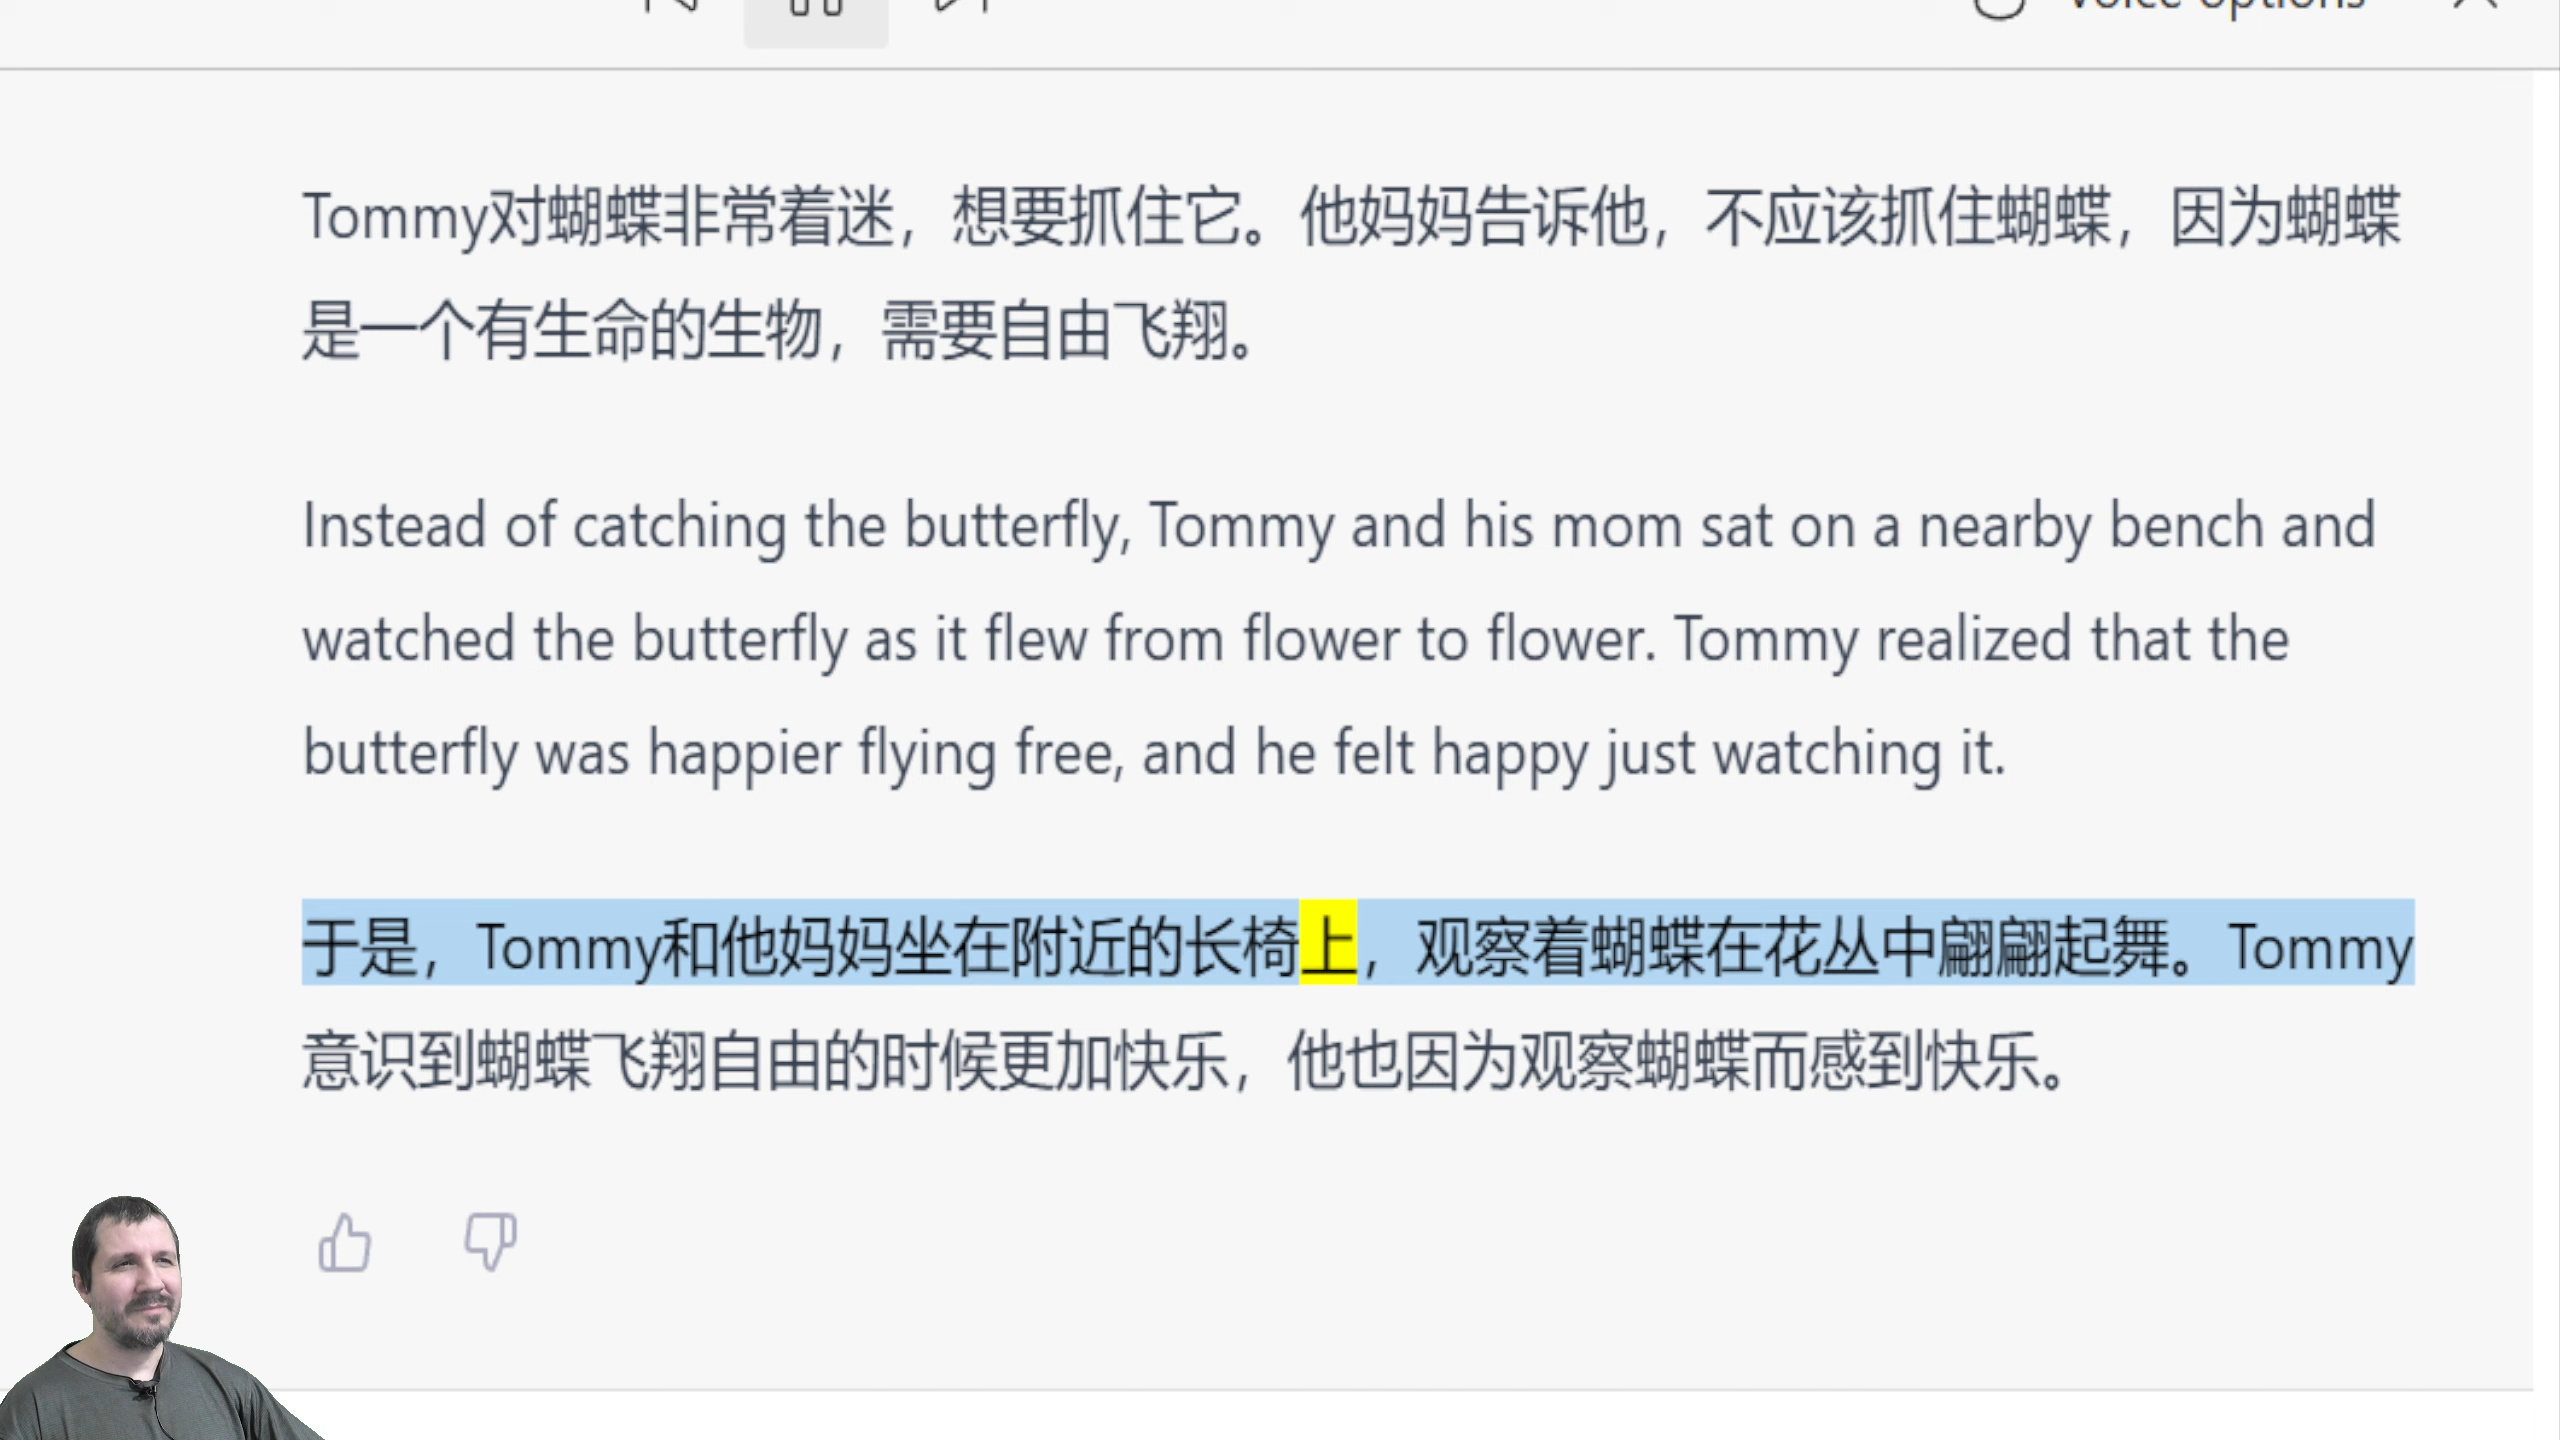 Voice options
Tommy对蝴蝶非常着迷，想要抓住它。他妈妈告诉他，不应该抓住蝴蝶，因为蝴蝶
是一个有生命的生物，需要自由飞翔。
Instead of catching the butterfly, Tommy and his mom sat on a nearby bench and
watched the butterfly as it flew from flower to flower. Tommy realized that the
butterfly was happier flying free, and he felt happy just watching it.
于是，Tommy和他妈妈坐在附近的长椅上，观察着蝴蝶在花丛中翩翩起舞。Tommy
意识到蝴蝶飞翔自由的时候更加快乐，他也因为观察蝴蝶而感到快乐。